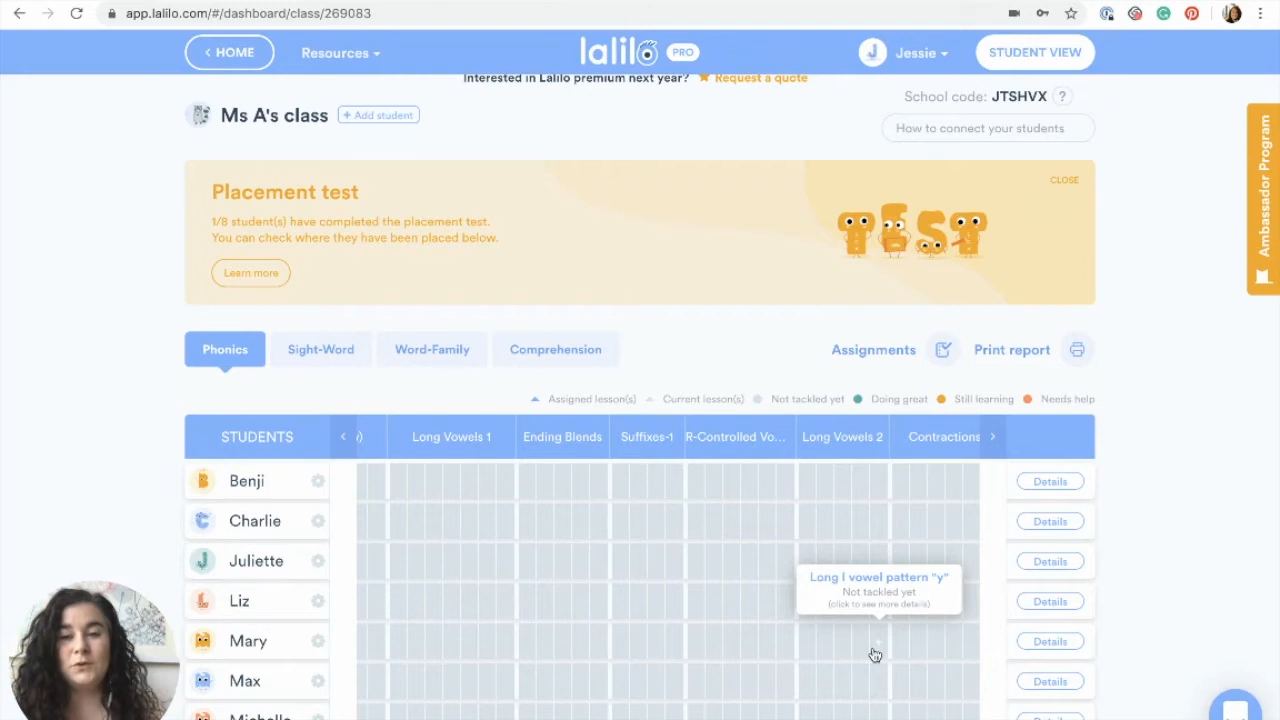 app.lalilo.com/#/dashboard/class/269083
HOME
Resources
lalilo PRO
J Jessie
STUDENT VIEW
Interested in Lalilo premium next year? Request a quote
School code: JTSHVX ?
Ms A's class + Add student
How to connect your students
Ambassador Program
Placement test
CLOSE
1/8 student(s) have completed the placement test.
You can check where they have been placed below.
TEST
Learn more
Phonics Sight-Word Word-Family Comprehension Assignments Print report
Assigned lesson(s) Current lesson(s) Not tackled yet Doing great Still learning Needs help
STUDENTS ) Long Vowels 1 Ending Blends Suffixes-1 R-Controlled Vo... Long Vowels 2 Contractions
B Benji Details
C Charlie Details
J Juliette Details
Long I vowel pattern "y"
Not tackled yet
(click to see more details)
L Liz Details
M Mary Details
M Max Details
Michelle